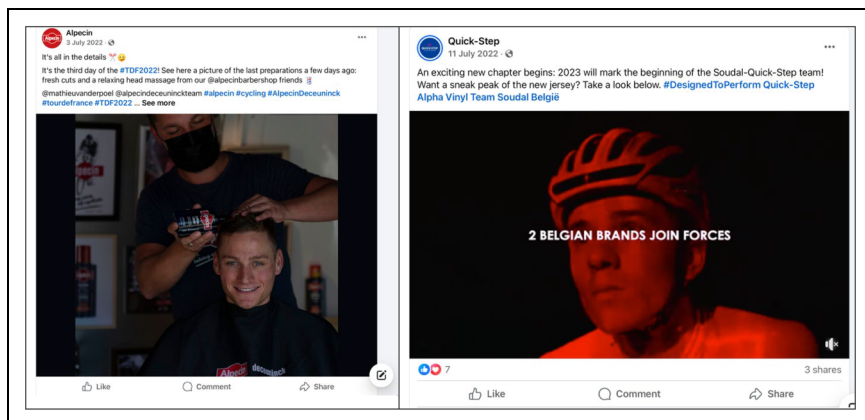 Alpecin
3 July 2022
It's all in the details
It's the third day of the #TDF2022! See here a picture of the last preparations a few days ago:
fresh cuts and a relaxing head massage from our @alpecinbarbershop friends
@mathieuvanderpoel @alpecindeceuninckteam #alpecin #cycling #AlpecinDeceuninck
#tourdefrance #TDF2022 ... See more
Alpecin deceuninck
Like Comment Share
Quick-Step
11 July 2022
An exciting new chapter begins: 2023 will mark the beginning of the Soudal-Quick-Step team!
Want a sneak peak of the new jersey? Take a look below. #DesignedToPerform Quick-Step
Alpha Vinyl Team Soudal België
2 BELGIAN BRANDS JOIN FORCES
7 3 shares
Like Comment Share